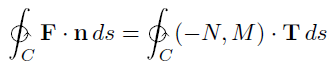 ∮_C **F** · **n** ds = ∮_C (−N, M) · **T** ds